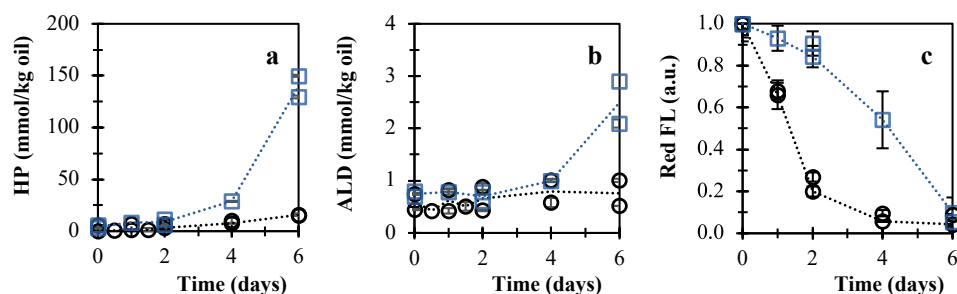 HP (mmol/kg oil)
200
150
100
50
0
a
0 2 4 6
Time (days)
ALD (mmol/kg oil)
4
3
2
1
0
b
0 2 4 6
Time (days)
Red FL (a.u.)
1.0
0.8
0.6
0.4
0.2
0.0
c
0 2 4 6
Time (days)